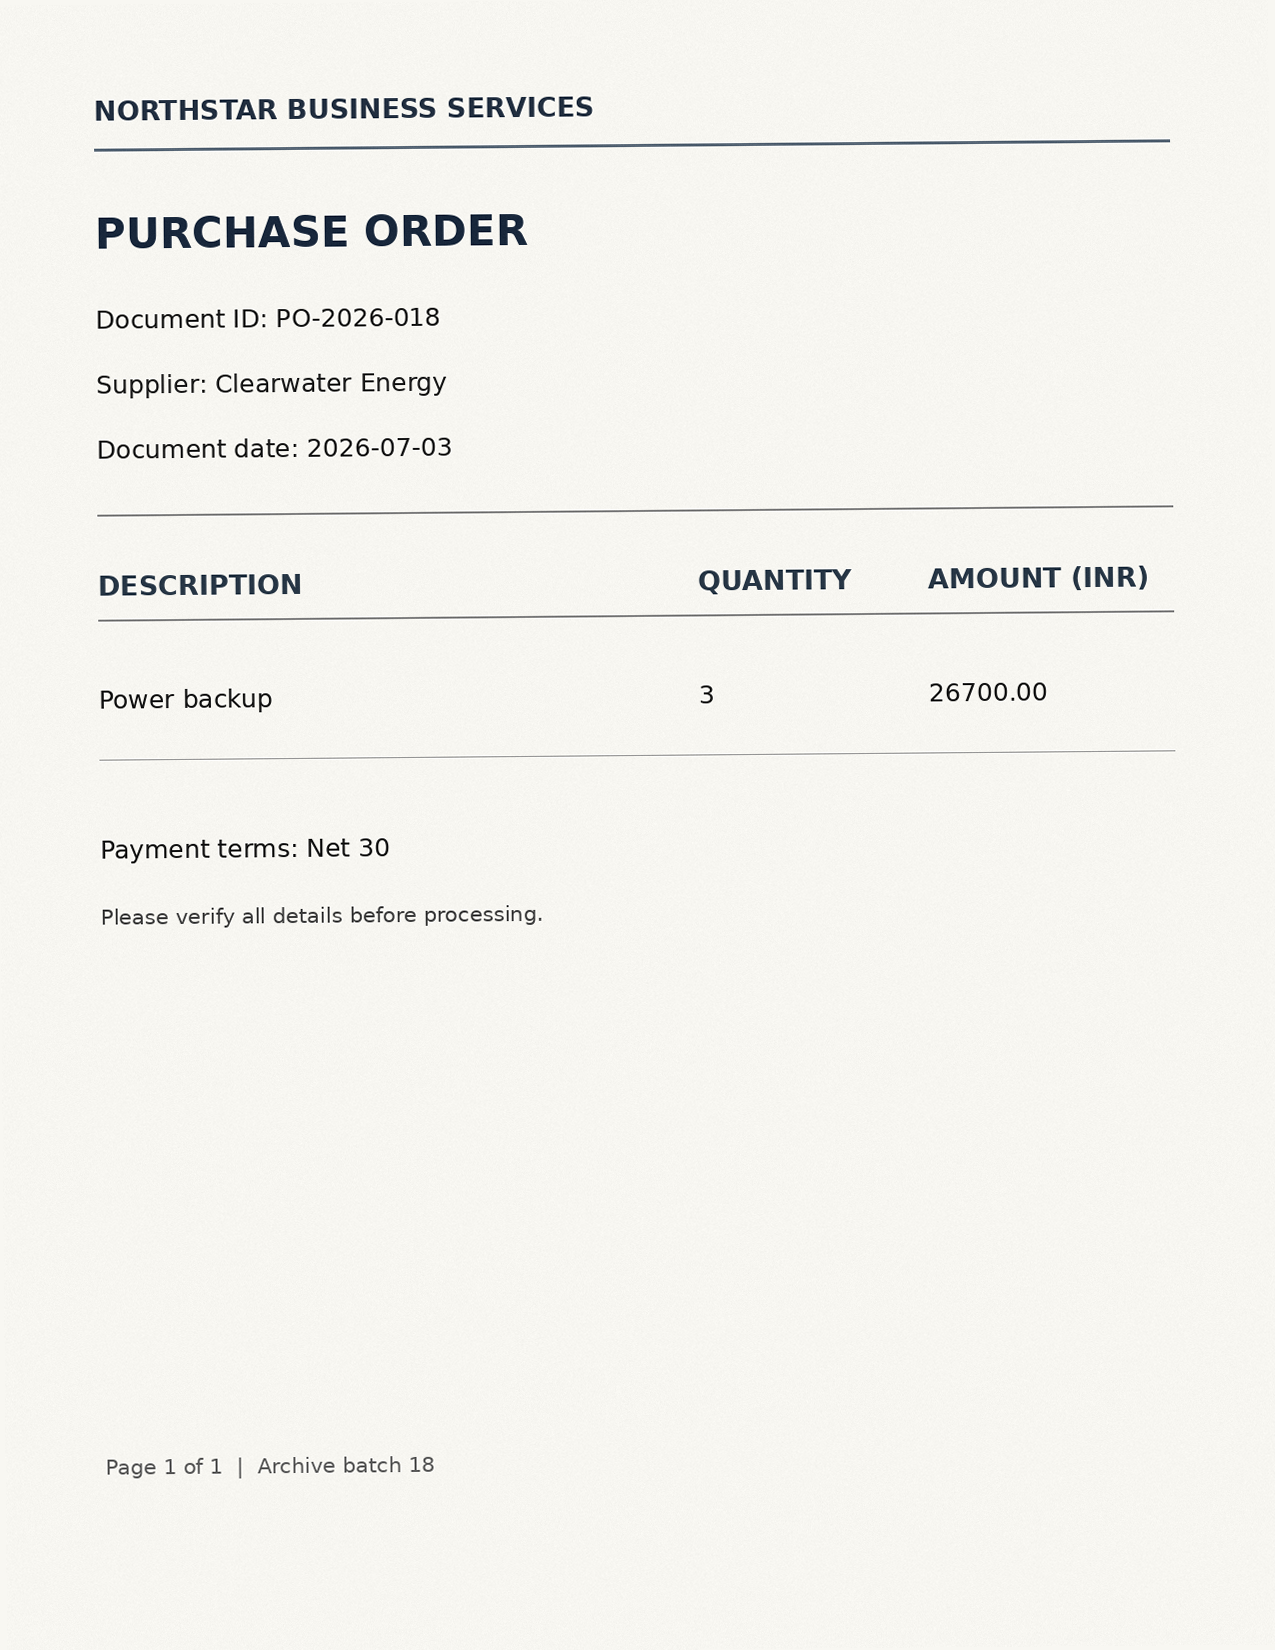 NORTHSTAR BUSINESS SERVICES
PURCHASE ORDER
Document ID: PO-2026-018
Supplier: Clearwater Energy
Document date: 2026-07-03
DESCRIPTION QUANTITY AMOUNT (INR)
Power backup 3 26700.00
Payment terms: Net 30
Please verify all details before processing.
Page 1 of 1 | Archive batch 18